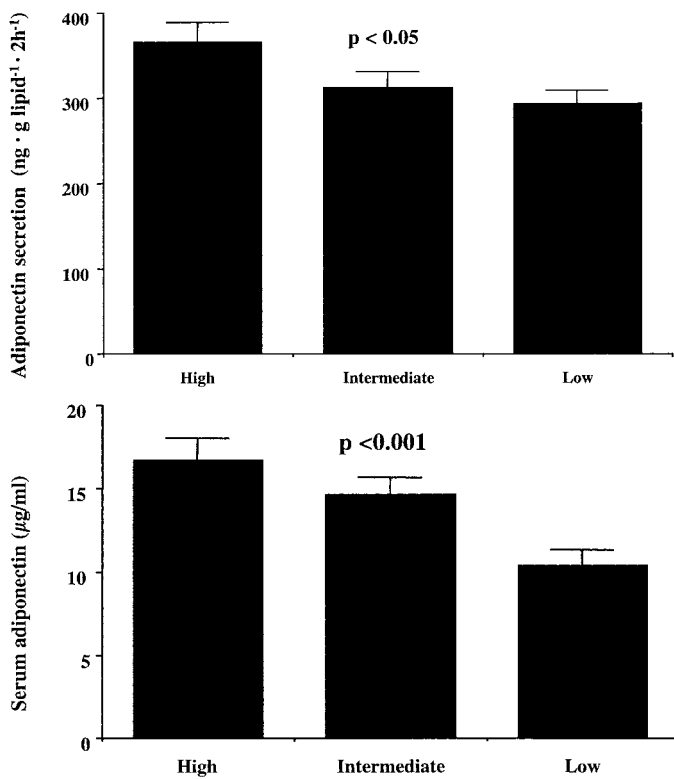 Adiponectin secretion (ng · g lipid⁻¹ · 2h⁻¹)
400
300
200
100
0
p < 0.05
High Intermediate Low
Serum adiponectin (µg/ml)
20
15
10
5
0
p <0.001
High Intermediate Low